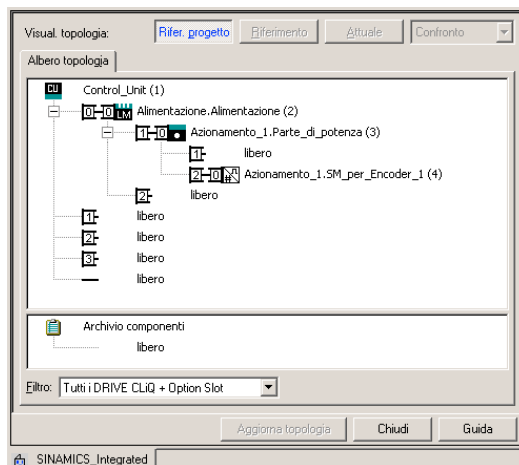 Visual. topologia: Rifer. progetto Riferimento Attuale Confronto
Albero topologia
CU Control_Unit (1)
0 0 LM Alimentazione.Alimentazione (2)
1 0 Azionamento_1.Parte_di_potenza (3)
1 libero
2 0 Azionamento_1.SM_per_Encoder_1 (4)
2 libero
1 libero
2 libero
3 libero
libero
Archivio componenti
libero
Filtro: Tutti i DRIVE CLiQ + Option Slot
Aggiorna topologia Chiudi Guida
SINAMICS_Integrated